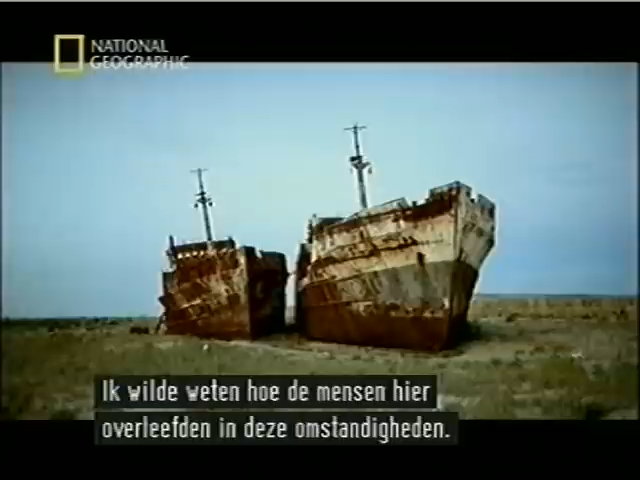 NATIONAL
GEOGRAPHIC
Ik wilde weten hoe de mensen hier
overleefden in deze omstandigheden.